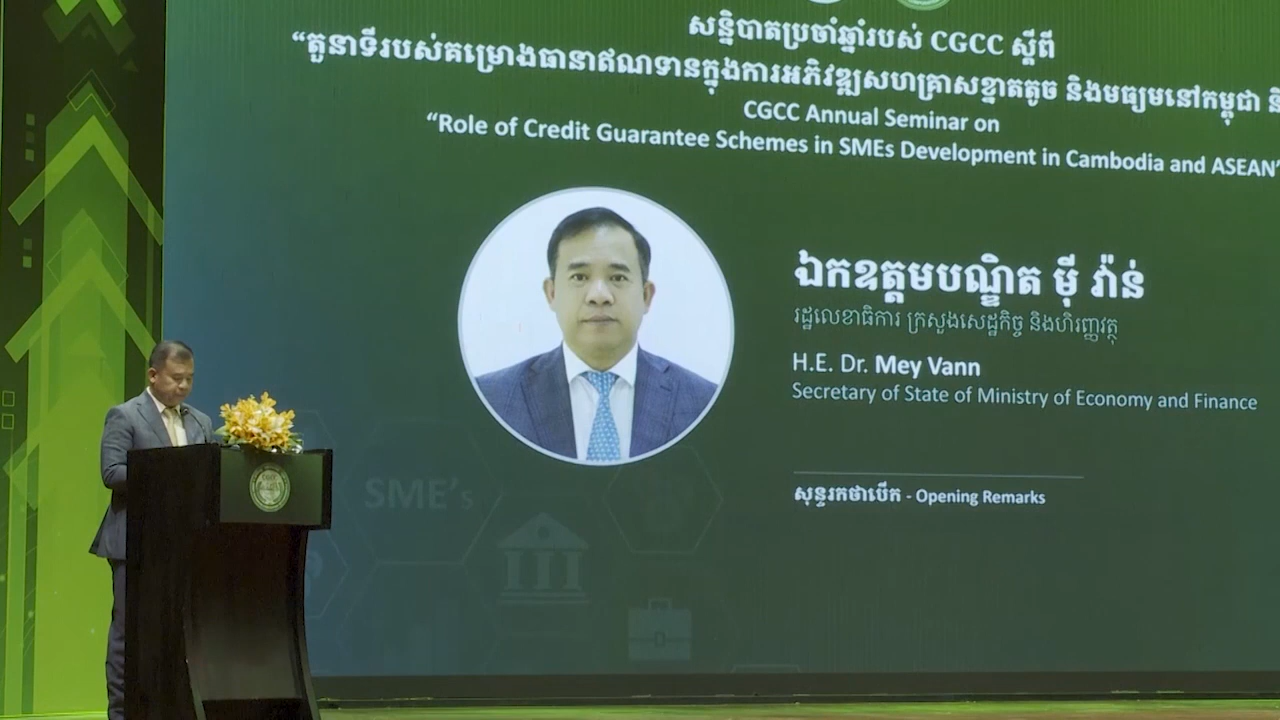 សន្និបាតប្រចាំឆ្នាំរបស់ CGCC ស្តីពី
“តួនាទីរបស់គម្រោងធានាឥណទានក្នុងការអភិវឌ្ឍសហគ្រាសខ្នាតតូច និងមធ្យមនៅកម្ពុជា និ
CGCC Annual Seminar on
“Role of Credit Guarantee Schemes in SMEs Development in Cambodia and ASEAN”
ឯកឧត្តមបណ្ឌិត ម៉ី វ៉ាន់
រដ្ឋលេខាធិការ ក្រសួងសេដ្ឋកិច្ច និងហិរញ្ញវត្ថុ
H.E. Dr. Mey Vann
Secretary of State of Ministry of Economy and Finance
SME’s
សុន្ទរកថាបើក - Opening Remarks